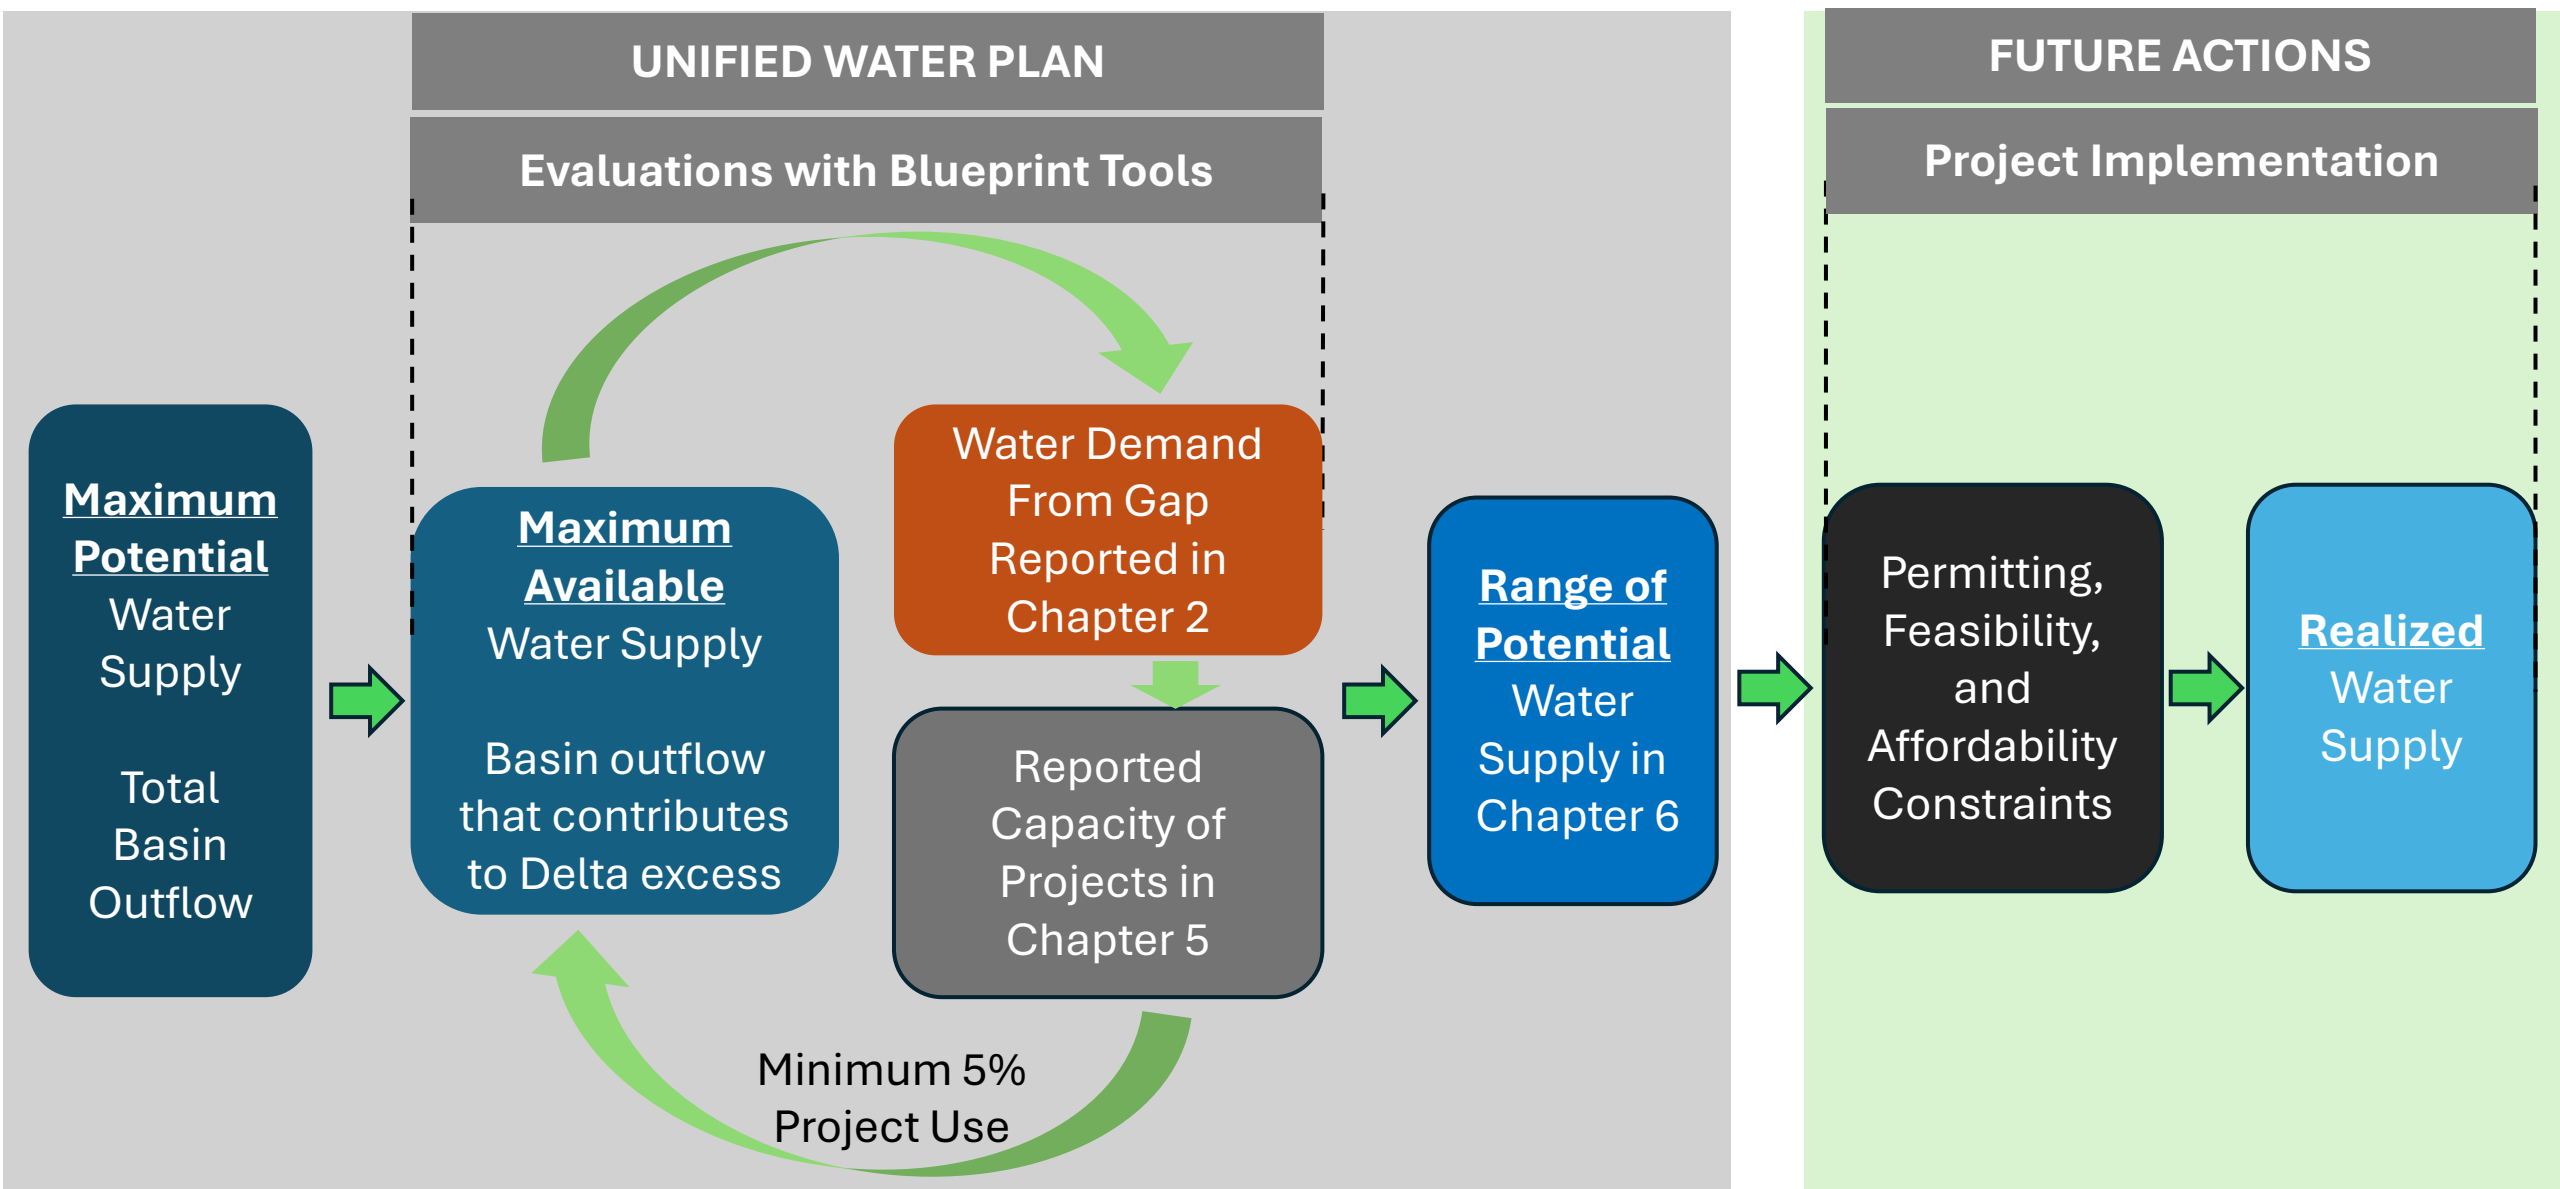 UNIFIED WATER PLAN
Evaluations with Blueprint Tools
FUTURE ACTIONS
Project Implementation
Maximum
Potential
Water
Supply
Total
Basin
Outflow
Maximum
Available
Water Supply
Basin outflow
that contributes
to Delta excess
Water Demand
From Gap
Reported in
Chapter 2
Reported
Capacity of
Projects in
Chapter 5
Minimum 5%
Project Use
Range of
Potential
Water
Supply in
Chapter 6
Permitting,
Feasibility,
and
Affordability
Constraints
Realized
Water
Supply